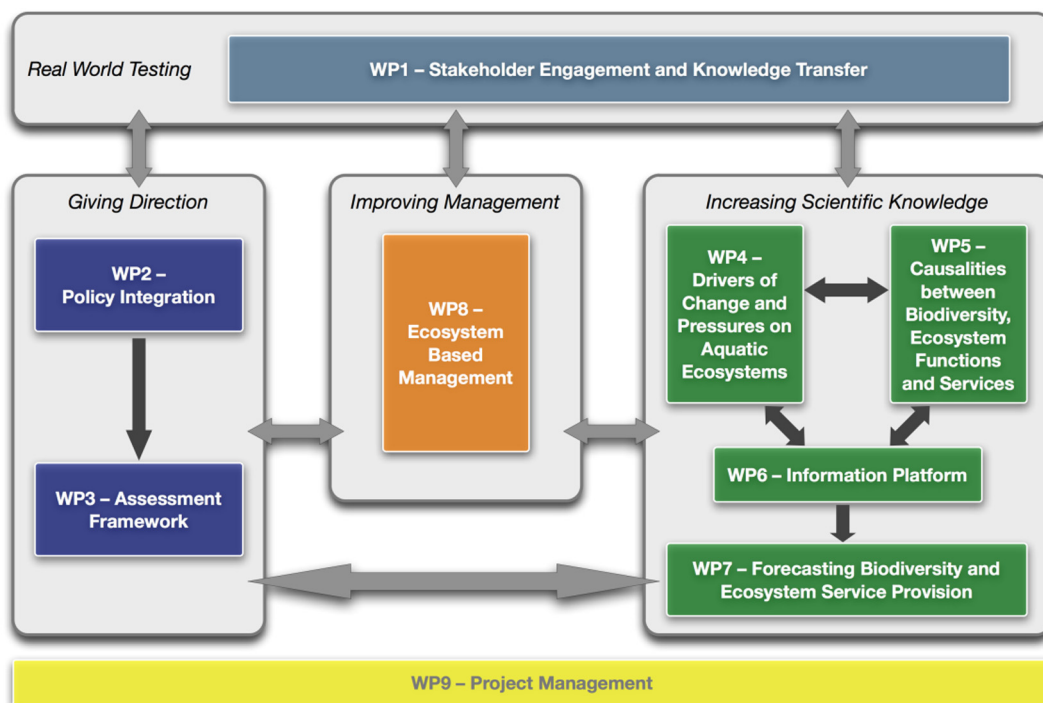 Real World Testing
WP1 – Stakeholder Engagement and Knowledge Transfer
Giving Direction
WP2 –
Policy Integration
WP3 – Assessment
Framework
Improving Management
WP8 –
Ecosystem
Based
Management
Increasing Scientific Knowledge
WP4 –
Drivers of
Change and
Pressures on
Aquatic
Ecosystems
WP5 –
Causalities
between
Biodiversity,
Ecosystem
Functions
and Services
WP6 – Information Platform
WP7 – Forecasting Biodiversity and
Ecosystem Service Provision
WP9 – Project Management